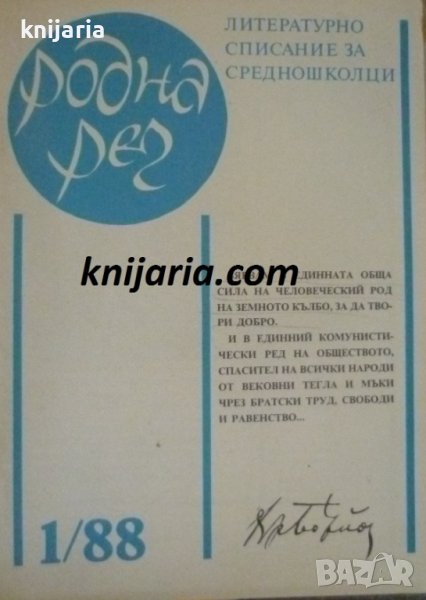 knijaria
родна
реч
ЛИТЕРАТУРНО
СПИСАНИЕ ЗА
СРЕДНОШКОЛЦИ
knijaria.com
ЕДИННАТА ОБЩА
СИЛА НА ЧЕЛОВЕЧЕСКИЙ РОД
НА ЗЕМНОТО КЪЛБО, ЗА ДА ТВО-
РИ ДОБРО.
И В ЕДИННИЙ КОМУНИСТИ-
ЧЕСКИ РЕД НА ОБЩЕСТВОТО,
СПАСИТЕЛ НА ВСИЧКИ НАРОДИ
ОТ ВЕКОВНИ ТЕГЛА И МЪКИ
ЧРЕЗ БРАТСКИ ТРУД, СВОБОДИ
И РАВЕНСТВО...
1/88
BAZAR
knijaria